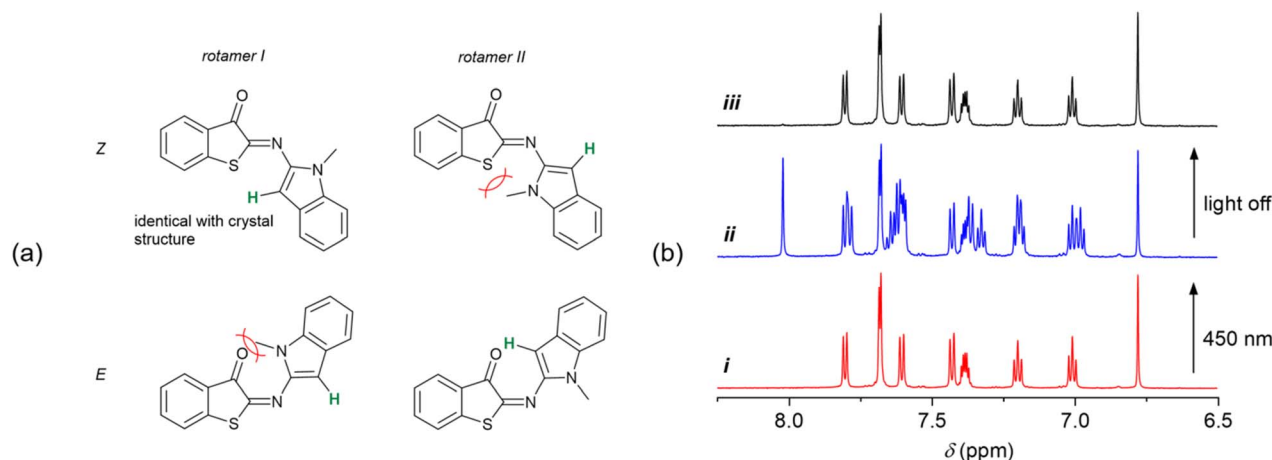 rotamer I
rotamer II
Z
O
N
S
N
H
identical with crystal
structure
O
N
S
H
N
(a)
E
O
N
N
S
H
H
O
N
N
S
(b)
iii
ii
i
light off
450 nm
8.0 7.5 7.0 6.5
δ (ppm)